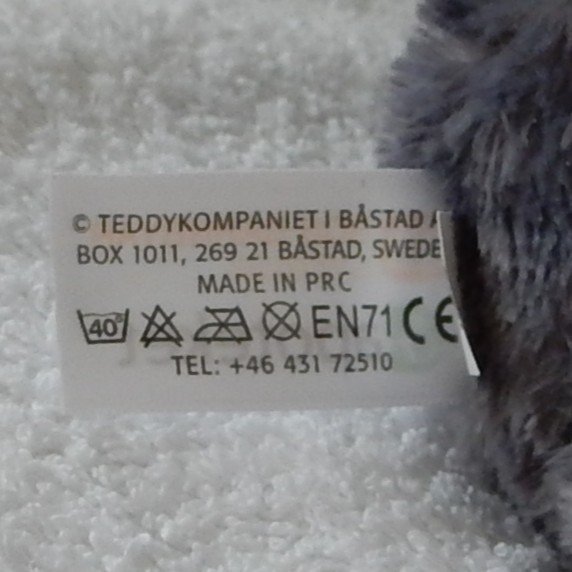 © TEDDYKOMPANIET I BÅSTAD A
BOX 1011, 269 21 BÅSTAD, SWEDE
MADE IN PRC
40° EN71 CE
TEL: +46 431 72510